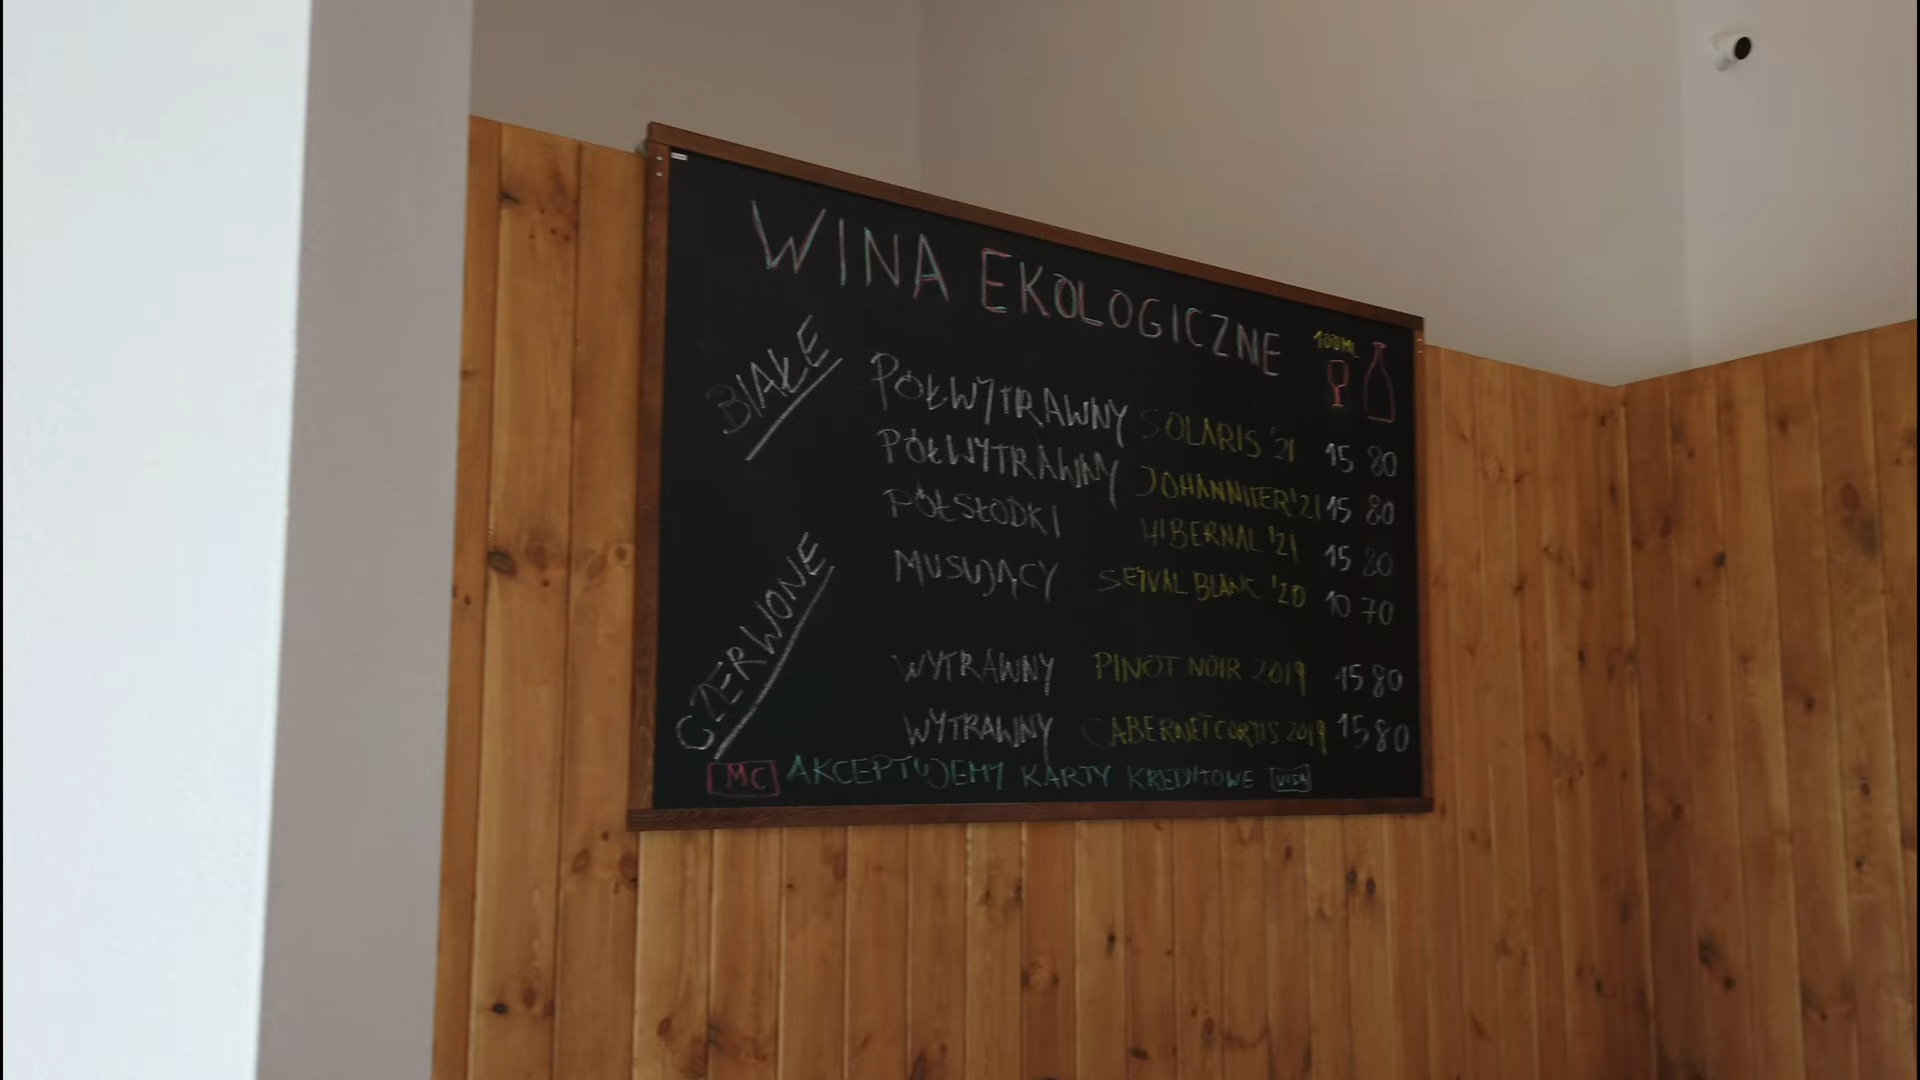 WINA EKOLOGICZNE
100ML
BIAŁE
PÓŁWYTRAWNY SOLARIS '21 15 80
PÓŁWYTRAWNY JOHANNITER '21 15 80
PÓŁSŁODKI HIBERNAL '21 15 80
MUSUJĄCY SEYVAL BLANC '20 10 70
CZERWONE
WYTRAWNY PINOT NOIR 2019 15 80
WYTRAWNY CABERNET CORTIS 2019 15 80
MC AKCEPTUJEMY KARTY KREDYTOWE VISA